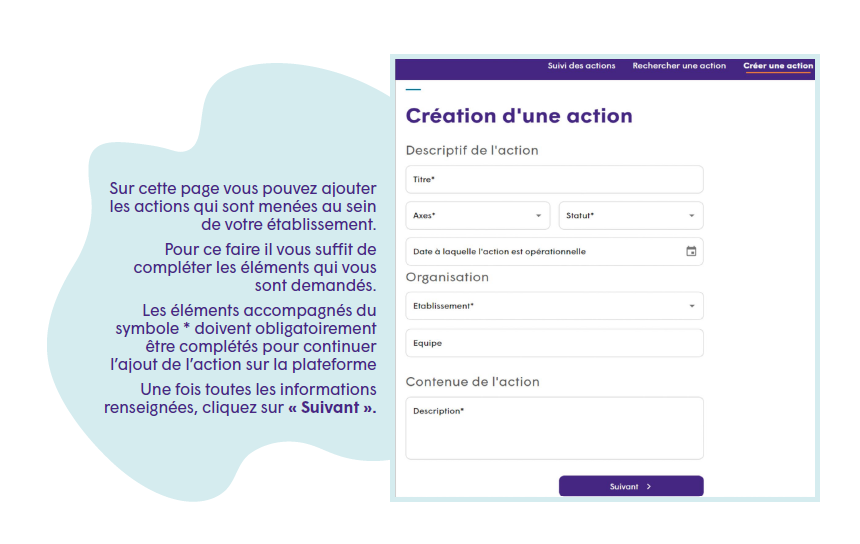 Sur cette page vous pouvez ajouter
les actions qui sont menées au sein
de votre établissement.
Pour ce faire il vous suffit de
compléter les éléments qui vous
sont demandés.
Les éléments accompagnés du
symbole * doivent obligatoirement
être complétés pour continuer
l'ajout de l'action sur la plateforme
Une fois toutes les informations
renseignées, cliquez sur « Suivant ».
Suivi des actions Rechercher une action Créer une action
Création d'une action
Descriptif de l'action
Titre*
Axes* Statut*
Date à laquelle l'action est opérationnelle
Organisation
Etablissement*
Equipe
Contenue de l'action
Description*
Suivant >